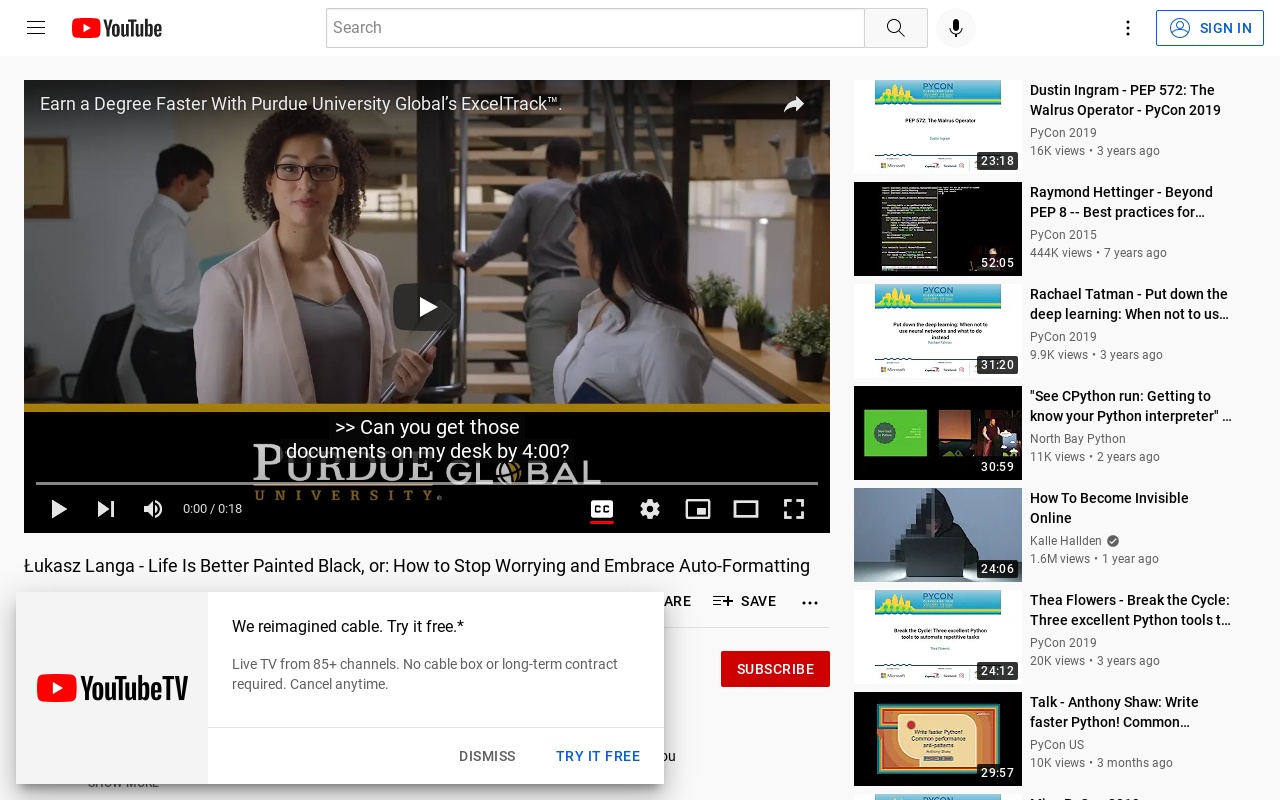 YouTube
Search
SIGN IN
Earn a Degree Faster With Purdue University Global's ExcelTrack™.
>> Can you get those
documents on my desk by 4:00?
PURDUE GLOBAL
UNIVERSITY®
0:00 / 0:18
CC
Łukasz Langa - Life Is Better Painted Black, or: How to Stop Worrying and Embrace Auto-Formatting
ARE
SAVE
SUBSCRIBE
YouTubeTV
We reimagined cable. Try it free.*
Live TV from 85+ channels. No cable box or long-term contract
required. Cancel anytime.
DISMISS
TRY IT FREE
ou
SHOW MORE
PYCON
PEP 572: The Walrus Operator
Dustin Ingram
Microsoft
23:18
Dustin Ingram - PEP 572: The
Walrus Operator - PyCon 2019
PyCon 2019
16K views • 3 years ago
52:05
Raymond Hettinger - Beyond
PEP 8 -- Best practices for…
PyCon 2015
444K views • 7 years ago
PYCON
Put down the deep learning: When not to
use neural networks and what to do
instead
Rachael Tatman
Microsoft
31:20
Rachael Tatman - Put down the
deep learning: When not to us…
PyCon 2019
9.9K views • 3 years ago
30:59
"See CPython run: Getting to
know your Python interpreter" …
North Bay Python
11K views • 2 years ago
24:06
How To Become Invisible
Online
Kalle Hallden
1.6M views • 1 year ago
PYCON
Break the Cycle: Three excellent Python
tools to automate repetitive tasks
Thea Flowers
Microsoft
24:12
Thea Flowers - Break the Cycle:
Three excellent Python tools t…
PyCon 2019
20K views • 3 years ago
Write faster Python!
Common performance
anti-patterns
Anthony Shaw
29:57
Talk - Anthony Shaw: Write
faster Python! Common…
PyCon US
10K views • 3 months ago